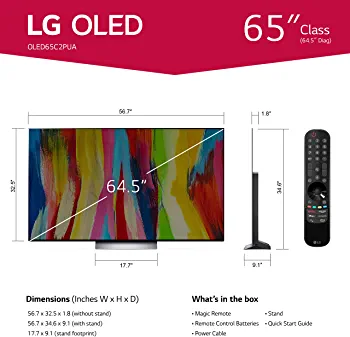 LG OLED
OLED65C2PUA
65” Class
(64.5” Diag)
56.7"
1.8"
32.5"
64.5"
34.6"
LG
17.7"
9.1"
Dimensions (Inches W x H x D)
56.7 x 32.5 x 1.8 (without stand)
56.7 x 34.6 x 9.1 (with stand)
17.7 x 9.1 (stand footprint)
What's in the box
• Magic Remote
• Remote Control Batteries
• Power Cable
• Stand
• Quick Start Guide